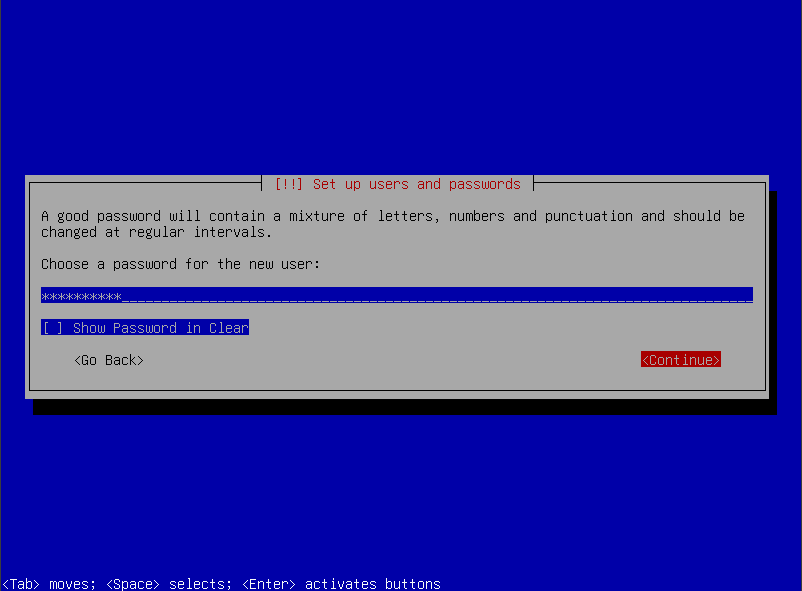 [!!] Set up users and passwords
A good password will contain a mixture of letters, numbers and punctuation and should be
changed at regular intervals.
Choose a password for the new user:
**********
[ ] Show Password in Clear
<Go Back> <Continue>
<Tab> moves; <Space> selects; <Enter> activates buttons